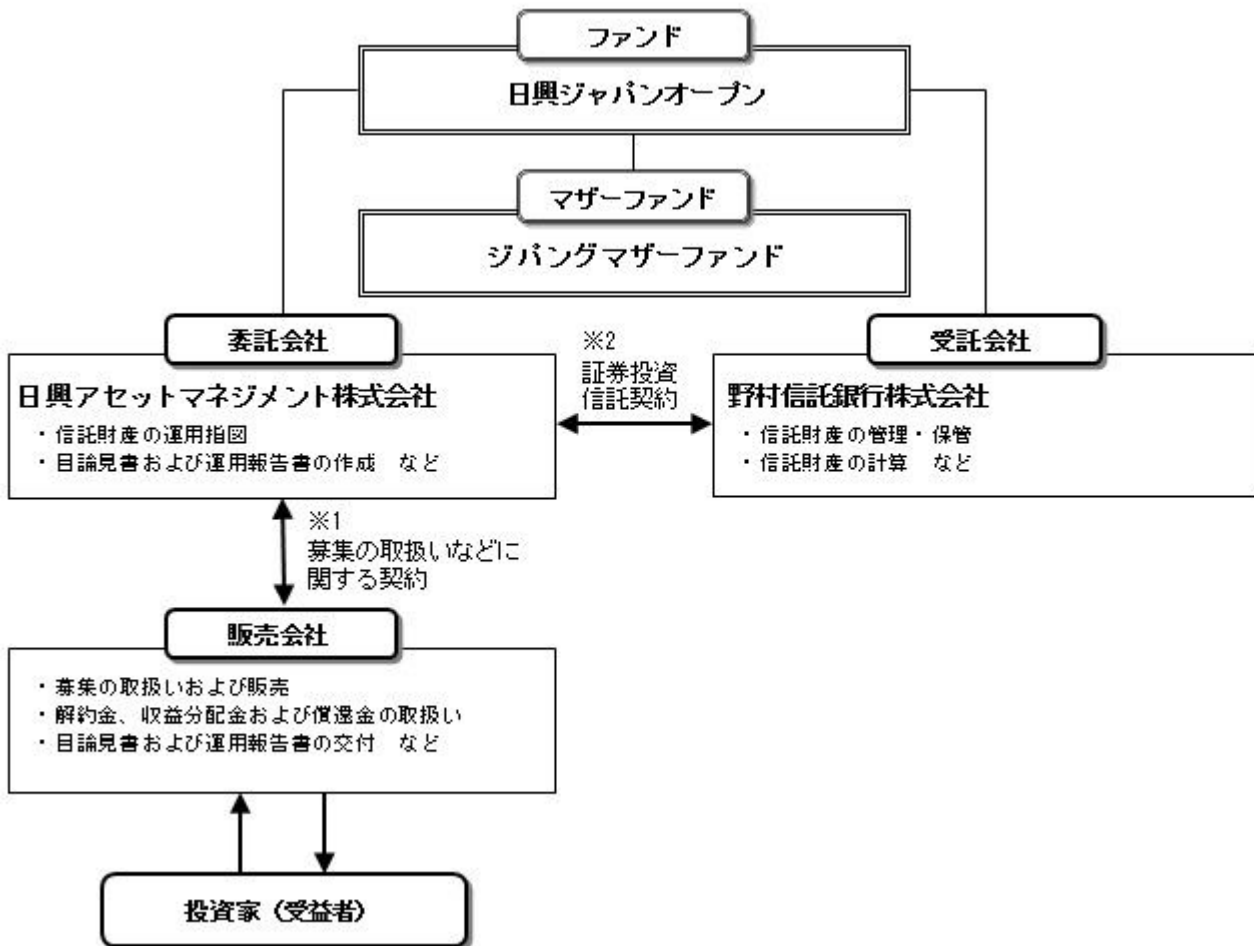 ファンド
日興ジャパンオープン
マザーファンド
ジパングマザーファンド
委託会社
日興アセットマネジメント株式会社
・信託財産の運用指図
・目論見書および運用報告書の作成　など
※2
証券投資
信託契約
受託会社
野村信託銀行株式会社
・信託財産の管理・保管
・信託財産の計算　など
※1
募集の取扱いなどに
関する契約
販売会社
・募集の取扱いおよび販売
・解約金、収益分配金および償還金の取扱い
・目論見書および運用報告書の交付　など
投資家（受益者）